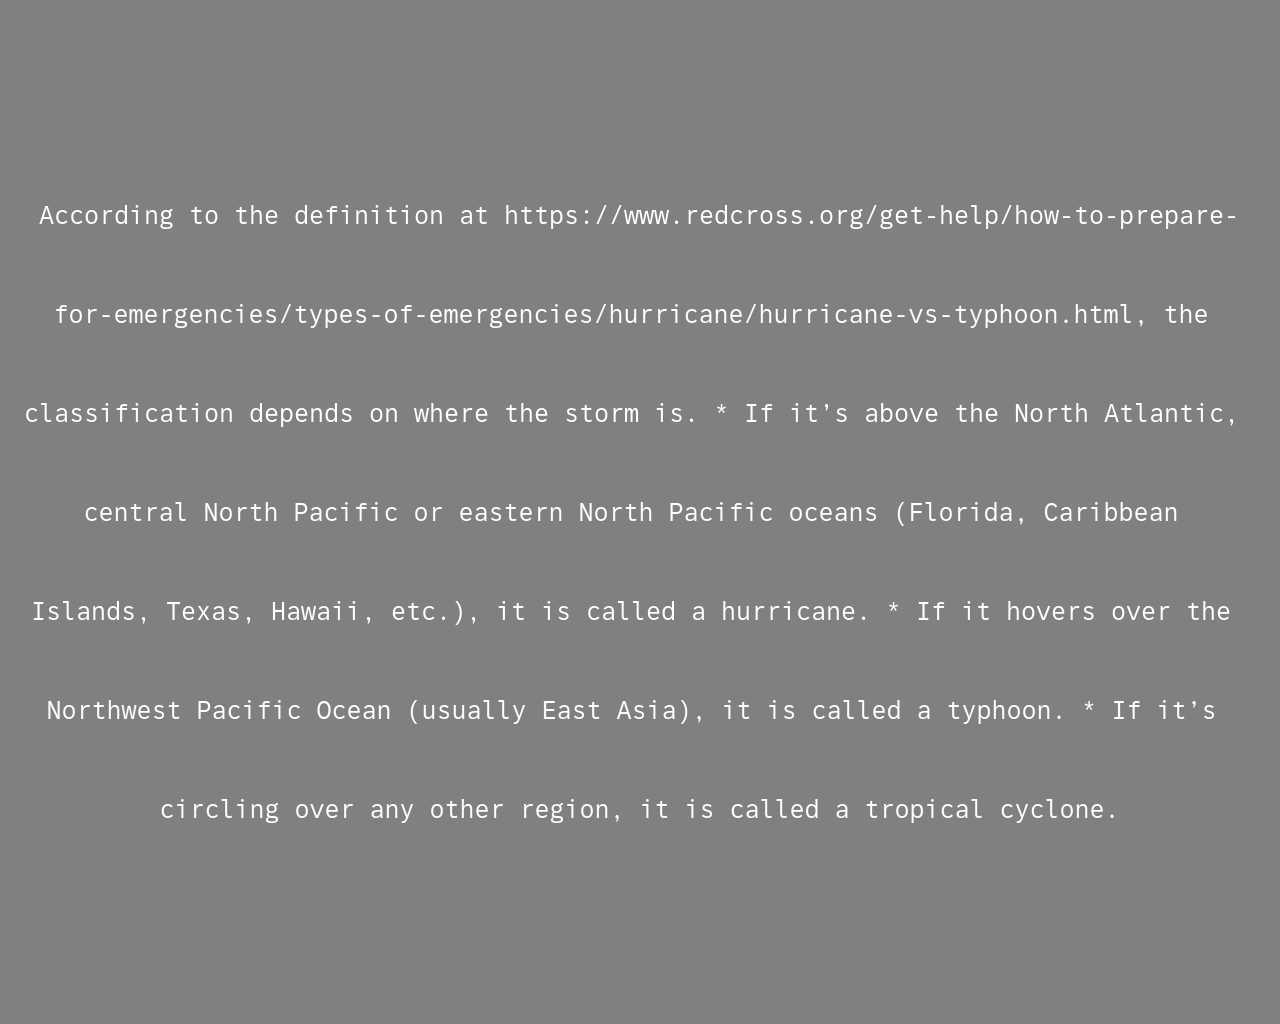 According to the definition at https://www.redcross.org/get-help/how-to-prepare-
for-emergencies/types-of-emergencies/hurricane/hurricane-vs-typhoon.html, the
classification depends on where the storm is. * If it’s above the North Atlantic,
central North Pacific or eastern North Pacific oceans (Florida, Caribbean
Islands, Texas, Hawaii, etc.), it is called a hurricane. * If it hovers over the
Northwest Pacific Ocean (usually East Asia), it is called a typhoon. * If it’s
circling over any other region, it is called a tropical cyclone.